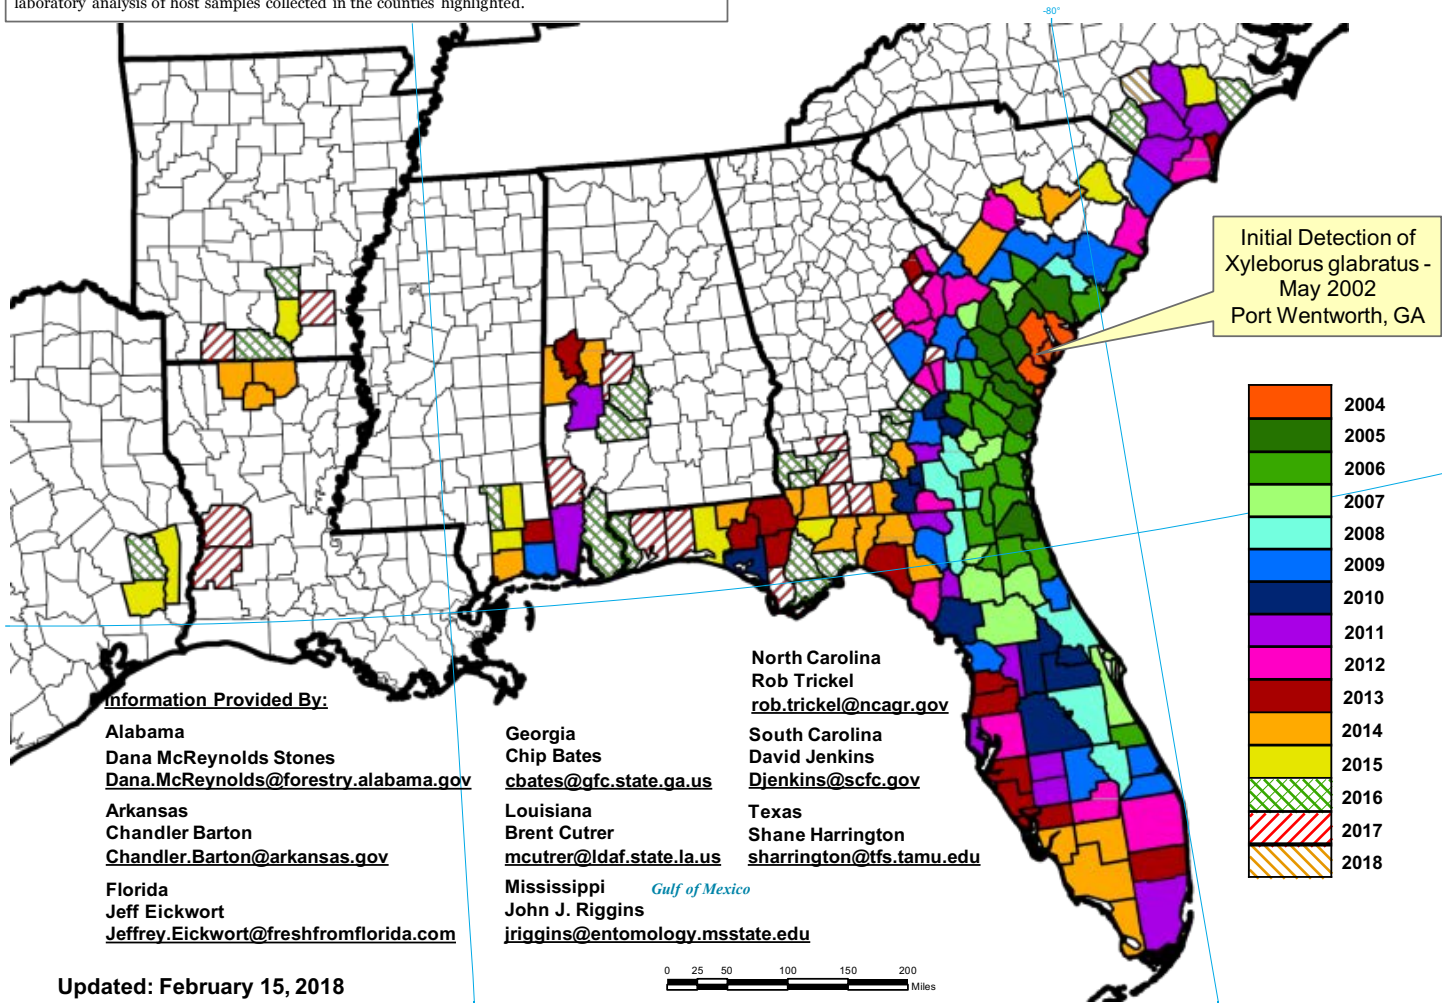 laboratory analysis of host samples collected in the counties highlighted.
-80°
Initial Detection of
Xyleborus glabratus -
May 2002
Port Wentworth, GA
2004
2005
2006
2007
2008
2009
2010
2011
2012
2013
2014
2015
2016
2017
2018
Information Provided By:
Alabama
Dana McReynolds Stones
Dana.McReynolds@forestry.alabama.gov
Arkansas
Chandler Barton
Chandler.Barton@arkansas.gov
Florida
Jeff Eickwort
Jeffrey.Eickwort@freshfromflorida.com
Georgia
Chip Bates
cbates@gfc.state.ga.us
Louisiana
Brent Cutrer
mcutrer@ldaf.state.la.us
Mississippi
John J. Riggins
jriggins@entomology.msstate.edu
North Carolina
Rob Trickel
rob.trickel@ncagr.gov
South Carolina
David Jenkins
Djenkins@scfc.gov
Texas
Shane Harrington
sharrington@tfs.tamu.edu
Gulf of Mexico
Updated: February 15, 2018
0 25 50 100 150 200
Miles